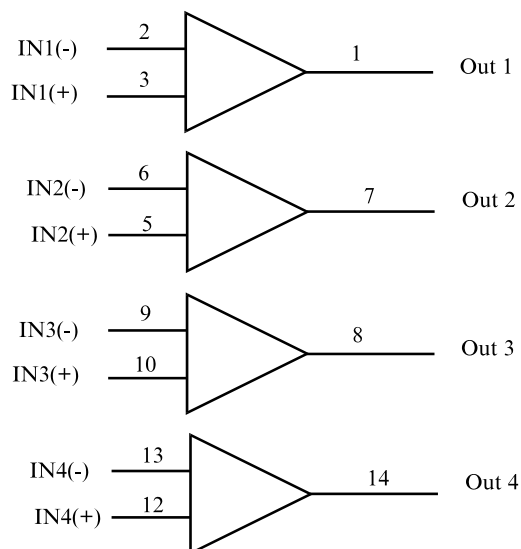 2
IN1(-)
1
Out 1
3
IN1(+)
6
IN2(-)
7
Out 2
5
IN2(+)
9
IN3(-)
8
Out 3
10
IN3(+)
13
IN4(-)
14
Out 4
12
IN4(+)